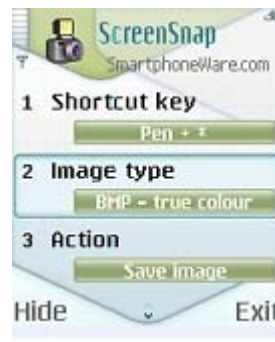 ScreenSnap
SmartphoneWare.com
1 Shortcut key
Pen + *
2 Image type
BMP - true colour
3 Action
Save image
Hide Exit